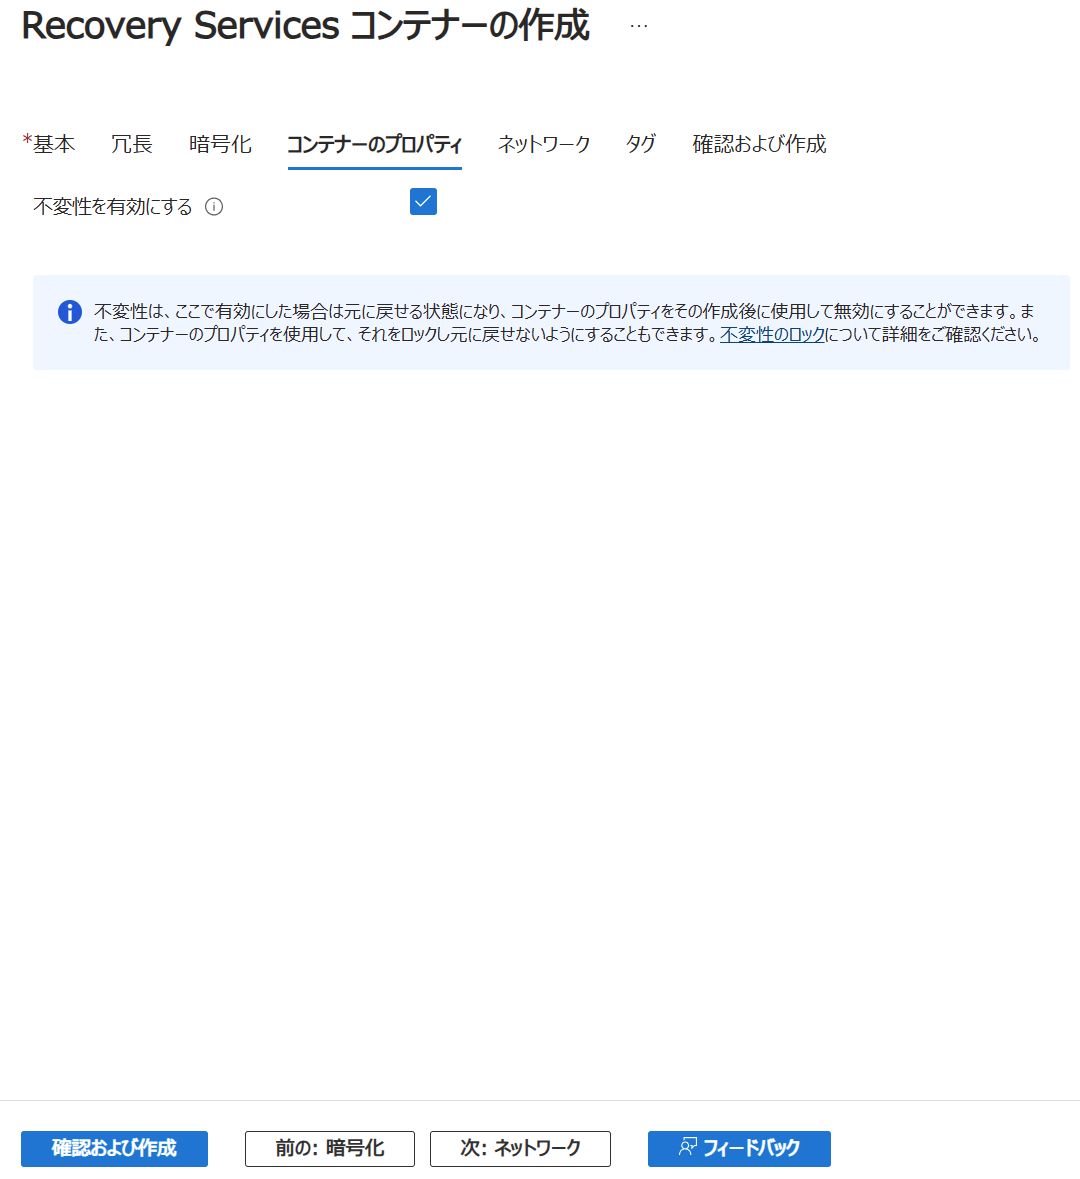 Recovery Services コンテナーの作成 …
*基本 冗長 暗号化 コンテナーのプロパティ ネットワーク タグ 確認および作成
不変性を有効にする
不変性は、ここで有効にした場合は元に戻せる状態になり、コンテナーのプロパティをその作成後に使用して無効にすることができます。ま
た、コンテナーのプロパティを使用して、それをロックし元に戻せないようにすることもできます。不変性のロックについて詳細をご確認ください。
確認および作成 前の: 暗号化 次: ネットワーク フィードバック